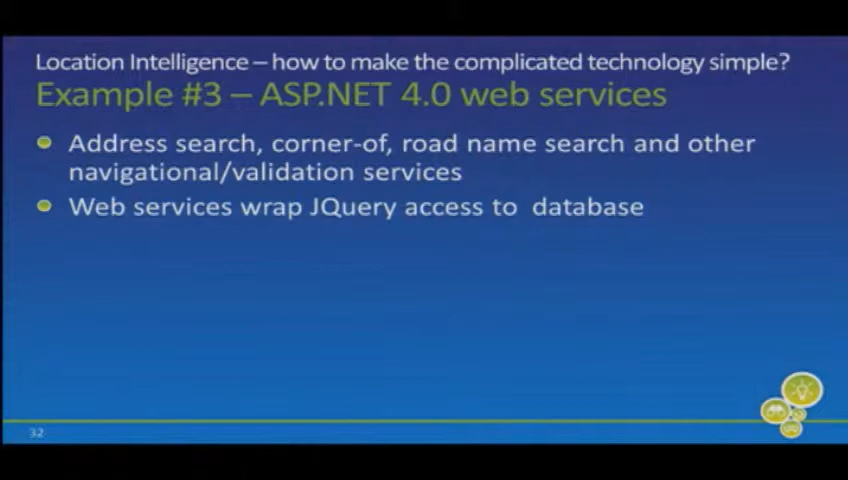 Location Intelligence – how to make the complicated technology simple?
Example #3 – ASP.NET 4.0 web services
Address search, corner-of, road name search and other
navigational/validation services
Web services wrap JQuery access to database
32